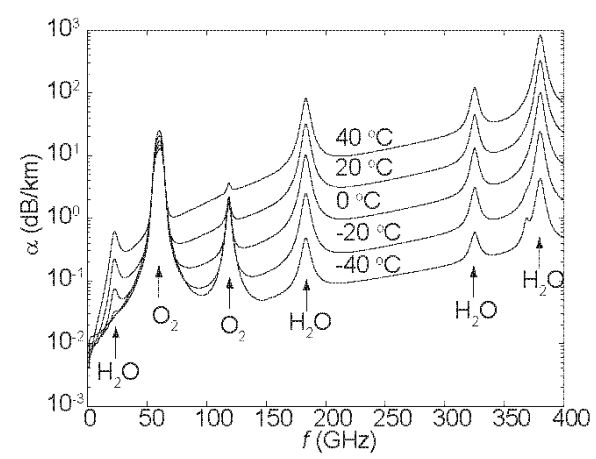 10³
10²
10¹
10⁰
10⁻¹
10⁻²
10⁻³
α (dB/km)
40 °C
20 °C
0 °C
-20 °C
-40 °C
H₂O
O₂
O₂
H₂O
H₂O
H₂O
0 50 100 150 200 250 300 350 400
f (GHz)